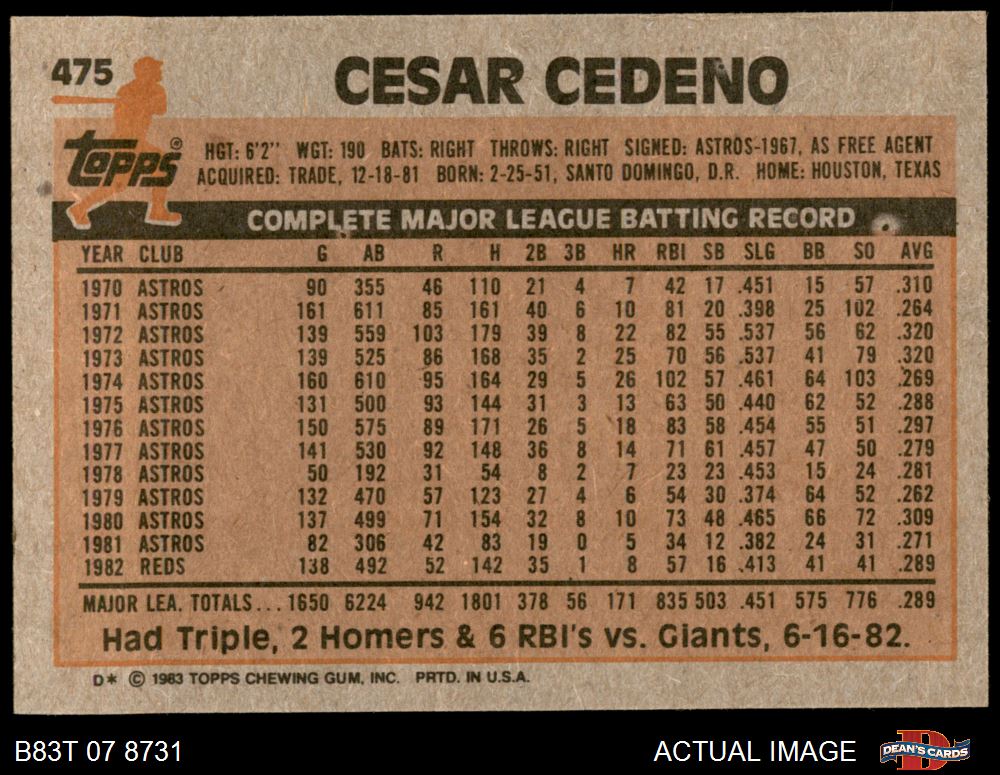 475
CESAR CEDENO
topps®
HGT: 6'2" WGT: 190 BATS: RIGHT THROWS: RIGHT SIGNED: ASTROS-1967, AS FREE AGENT
ACQUIRED: TRADE, 12-18-81 BORN: 2-25-51, SANTO DOMINGO, D.R. HOME: HOUSTON, TEXAS
COMPLETE MAJOR LEAGUE BATTING RECORD
YEAR CLUB G AB R H 2B 3B HR RBI SB SLG BB SO AVG
1970 ASTROS 90 355 46 110 21 4 7 42 17 .451 15 57 .310
1971 ASTROS 161 611 85 161 40 6 10 81 20 .398 25 102 .264
1972 ASTROS 139 559 103 179 39 8 22 82 55 .537 56 62 .320
1973 ASTROS 139 525 86 168 35 2 25 70 56 .537 41 79 .320
1974 ASTROS 160 610 95 164 29 5 26 102 57 .461 64 103 .269
1975 ASTROS 131 500 93 144 31 3 13 63 50 .440 62 52 .288
1976 ASTROS 150 575 89 171 26 5 18 83 58 .454 55 51 .297
1977 ASTROS 141 530 92 148 36 8 14 71 61 .457 47 50 .279
1978 ASTROS 50 192 31 54 8 2 7 23 23 .453 15 24 .281
1979 ASTROS 132 470 57 123 27 4 6 54 30 .374 64 52 .262
1980 ASTROS 137 499 71 154 32 8 10 73 48 .465 66 72 .309
1981 ASTROS 82 306 42 83 19 0 5 34 12 .382 24 31 .271
1982 REDS 138 492 52 142 35 1 8 57 16 .413 41 41 .289
MAJOR LEA. TOTALS... 1650 6224 942 1801 378 56 171 835 503 .451 575 776 .289
Had Triple, 2 Homers & 6 RBI's vs. Giants, 6-16-82.
D* © 1983 TOPPS CHEWING GUM, INC. PRTD. IN U.S.A.
B83T 07 8731
ACTUAL IMAGE
D
DEAN'S CARDS